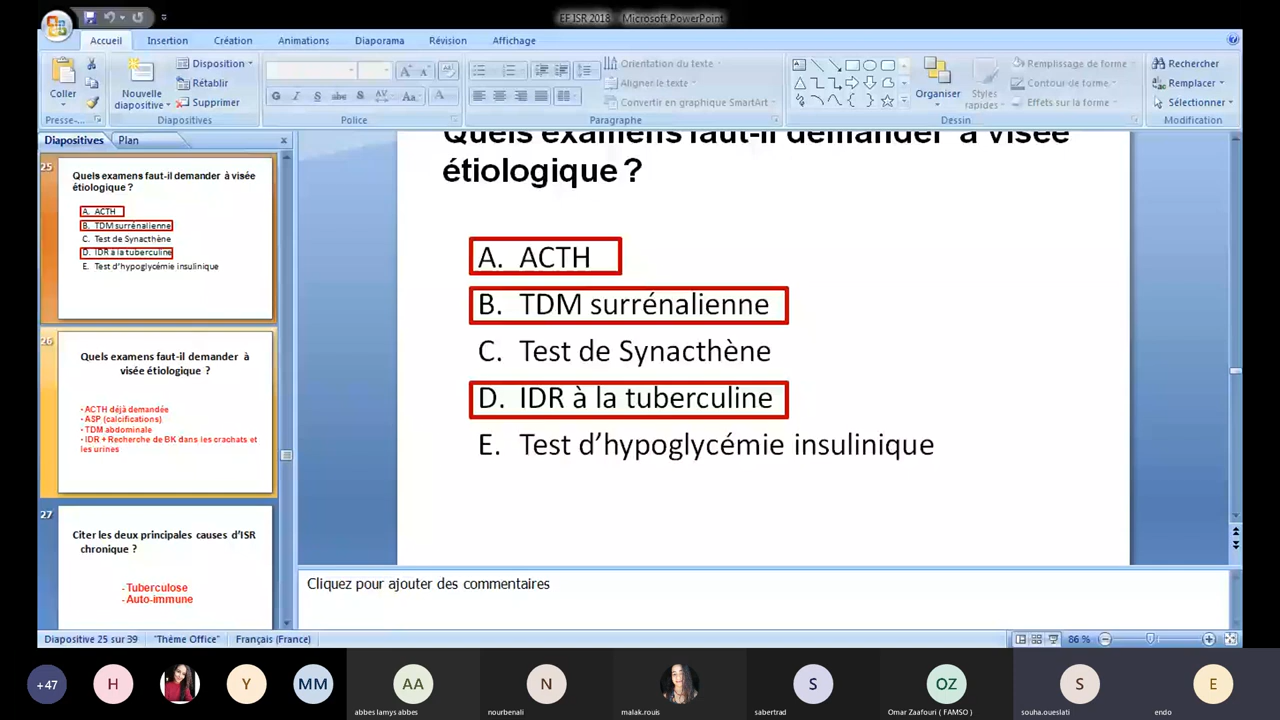 EF ISR 2018 - Microsoft PowerPoint
Accueil Insertion Création Animations Diaporama Révision Affichage
Coller
Nouvelle diapositive
Disposition
Rétablir
Supprimer
G I S abc S AV Aa A
Orientation du texte
Aligner le texte
Convertir en graphique SmartArt
Organiser
Styles rapides
Remplissage de forme
Contour de forme
Effets sur la forme
Rechercher
Remplacer
Sélectionner
Presse-... Diapositives Police Paragraphe Dessin Modification
Diapositives Plan
25
Quels examens faut-il demander à visée
étiologique ?
A. ACTH
B. TDM surrénalienne
C. Test de Synacthène
D. IDR à la tuberculine
E. Test d'hypoglycémie insulinique
26
Quels examens faut-il demander à
visée étiologique ?
- ACTH déjà demandée
- ASP (calcifications)
- TDM abdominale
- IDR + Recherche de BK dans les crachats et
les urines
27
Citer les deux principales causes d'ISR
chronique ?
- Tuberculose
- Auto-immune
Quels examens faut-il demander à visée
étiologique ?
A. ACTH
B. TDM surrénalienne
C. Test de Synacthène
D. IDR à la tuberculine
E. Test d'hypoglycémie insulinique
Cliquez pour ajouter des commentaires
Diapositive 25 sur 39 "Thème Office" Français (France) 86 %
+47 H Y MM AA N S OZ S E
abbes lamys abbes nourbenali malak.rouis sabertrad Omar Zaafouri ( FAMSO ) souha.oueslati endo